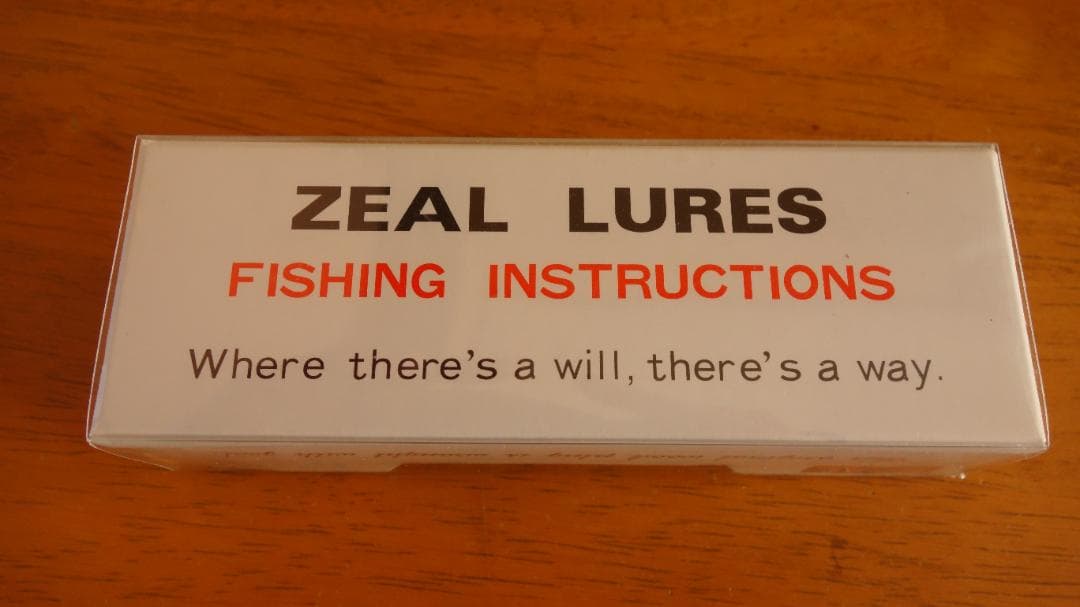 ZEAL LURES
FISHING INSTRUCTIONS
Where there's a will, there's a way.